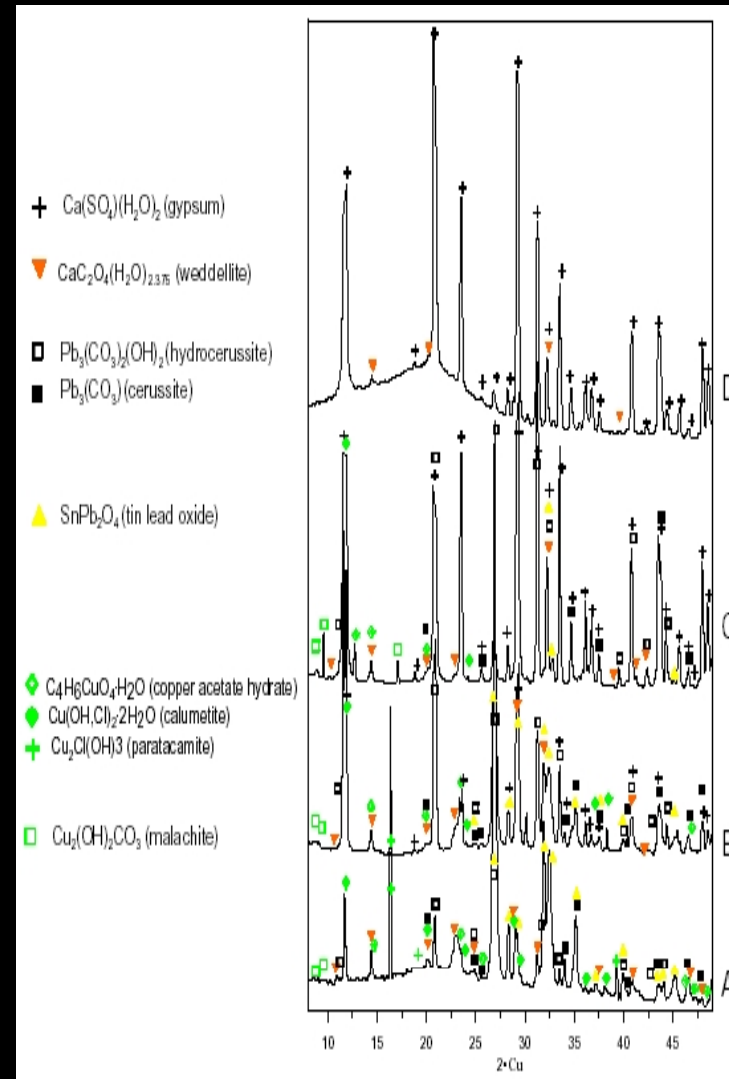 Ca(SO₄)(H₂O)₂ (gypsum)
CaC₂O₄(H₂O)₂.₃₇₅ (weddellite)
Pb₃(CO₃)₂(OH)₂ (hydrocerussite)
Pb₃(CO₃) (cerussite)
SnPb₂O₄ (tin lead oxide)
C4H6CuO4·H2O (copper acetate hydrate)
Cu(OH,Cl)₂·2H₂O (calumetite)
Cu₂Cl(OH)3 (paratacamite)
Cu₂(OH)₂CO₃ (malachite)
10 15 20 25 30 35 40 45
2•Cu